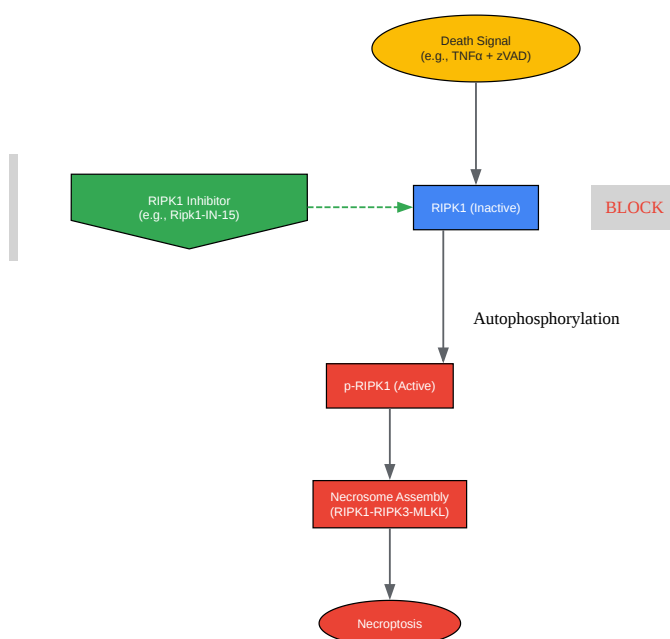 Death Signal
(e.g., TNFα + zVAD)
RIPK1 Inhibitor
(e.g., Ripk1-IN-15)
RIPK1 (Inactive)
BLOCK
Autophosphorylation
p-RIPK1 (Active)
Necrosome Assembly
(RIPK1-RIPK3-MLKL)
Necroptosis